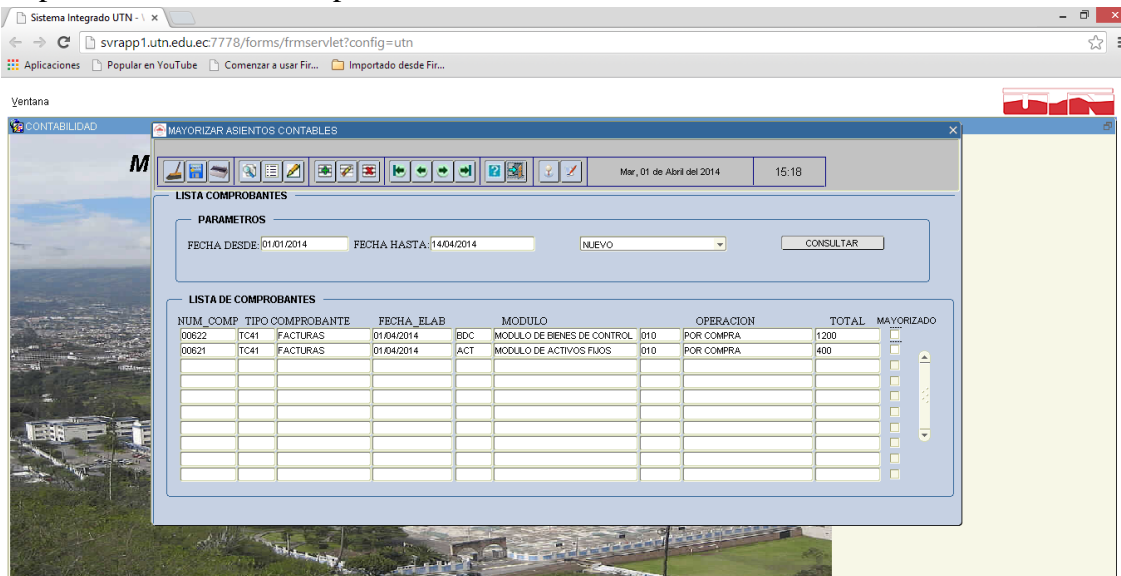 Sistema Integrado UTN - \
svrapp1.utn.edu.ec:7778/forms/frmservlet?config=utn
Aplicaciones Popular en YouTube Comenzar a usar Fir... Importado desde Fir...
Ventana
UTN
CONTABILIDAD
MAYORIZAR ASIENTOS CONTABLES
M
Mar, 01 de Abril del 2014 15:18
LISTA COMPROBANTES
PARAMETROS
FECHA DESDE: 01/01/2014 FECHA HASTA: 14/04/2014 NUEVO CONSULTAR
LISTA DE COMPROBANTES
NUM_COMP TIPO COMPROBANTE FECHA_ELAB MODULO OPERACION TOTAL MAYORIZADO
00622 TC41 FACTURAS 01/04/2014 BDC MODULO DE BIENES DE CONTROL 010 POR COMPRA 1200
00621 TC41 FACTURAS 01/04/2014 ACT MODULO DE ACTIVOS FIJOS 010 POR COMPRA 400